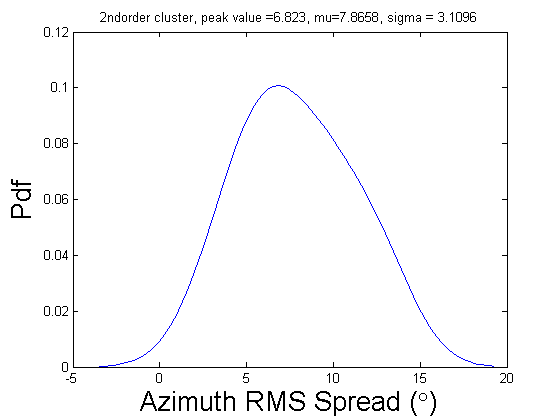 2ndorder cluster, peak value =6.823, mu=7.8658, sigma = 3.1096
0.12
0.1
0.08
0.06
0.04
0.02
0
Pdf
-5 0 5 10 15 20
Azimuth RMS Spread (°)